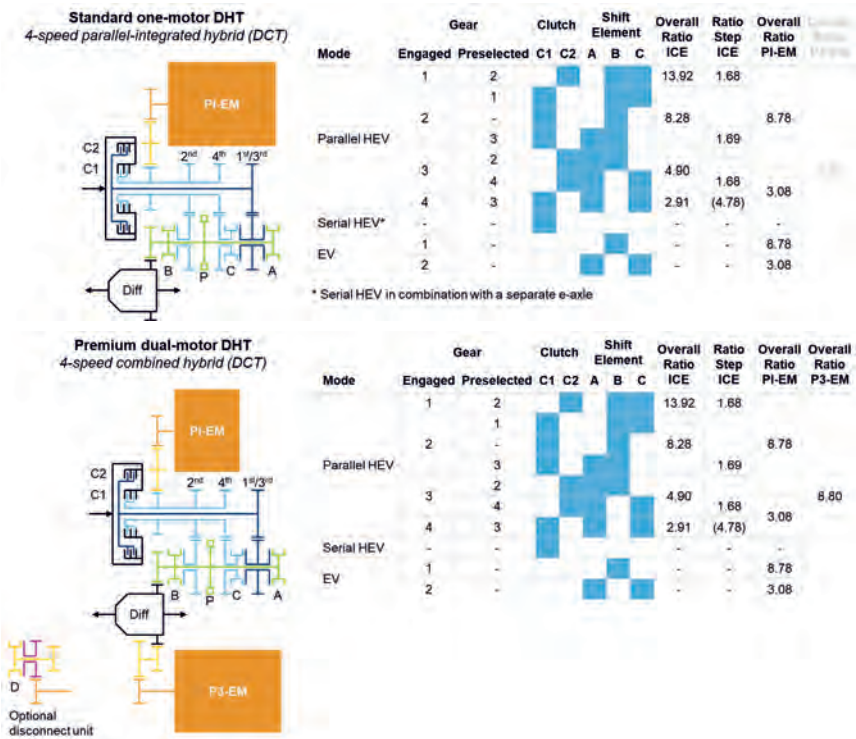 Standard one-motor DHT
4-speed parallel-integrated hybrid (DCT)
PI-EM
C2
C1
2nd 4th 1st/3rd
B P C A
Diff
Gear Clutch Shift Element Overall Ratio ICE Ratio Step ICE Overall Ratio PI-EM
Mode Engaged Preselected C1 C2 A B C
1 2 13.92 1.68
1
2 - 8.28 8.78
Parallel HEV 3 1.69
2
3 4.90
4 1.68
3.08
4 3 2.91 (4.78)
Serial HEV* - - - - -
EV 1 - - - 8.78
2 - - - 3.08
* Serial HEV in combination with a separate e-axle
Premium dual-motor DHT
4-speed combined hybrid (DCT)
PI-EM
C2
C1
2nd 4th 1st/3rd
B P C A
Diff
D
Optional
disconnect unit
P3-EM
Gear Clutch Shift Element Overall Ratio ICE Ratio Step ICE Overall Ratio PI-EM Overall Ratio P3-EM
Mode Engaged Preselected C1 C2 A B C
1 2 13.92 1.68
1
2 - 8.28 8.78
Parallel HEV 3 1.69
2
3 4.90 6.80
4 1.68
3.08
4 3 2.91 (4.78)
Serial HEV - - - - -
EV 1 - - - 8.78
2 - - - 3.08